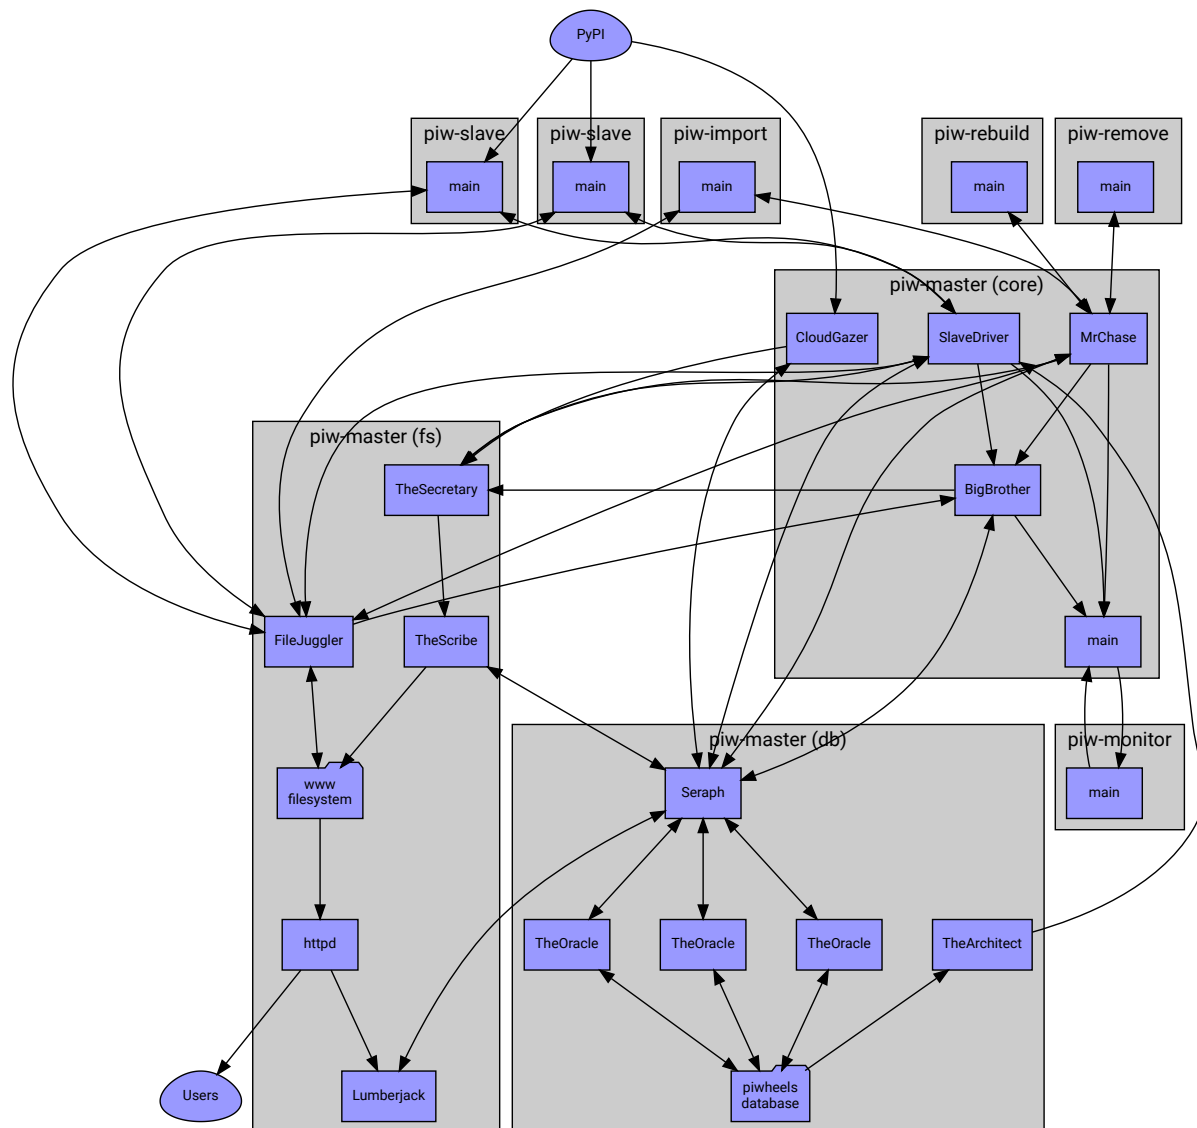 PyPI
piw-slave
piw-slave
piw-import
piw-rebuild
piw-remove
main
main
main
main
main
piw-master (core)
CloudGazer
SlaveDriver
MrChase
piw-master (fs)
TheSecretary
BigBrother
FileJuggler
TheScribe
main
piw-master (db)
piw-monitor
www
filesystem
Seraph
main
httpd
TheOracle
TheOracle
TheOracle
TheArchitect
Users
Lumberjack
piwheels
database